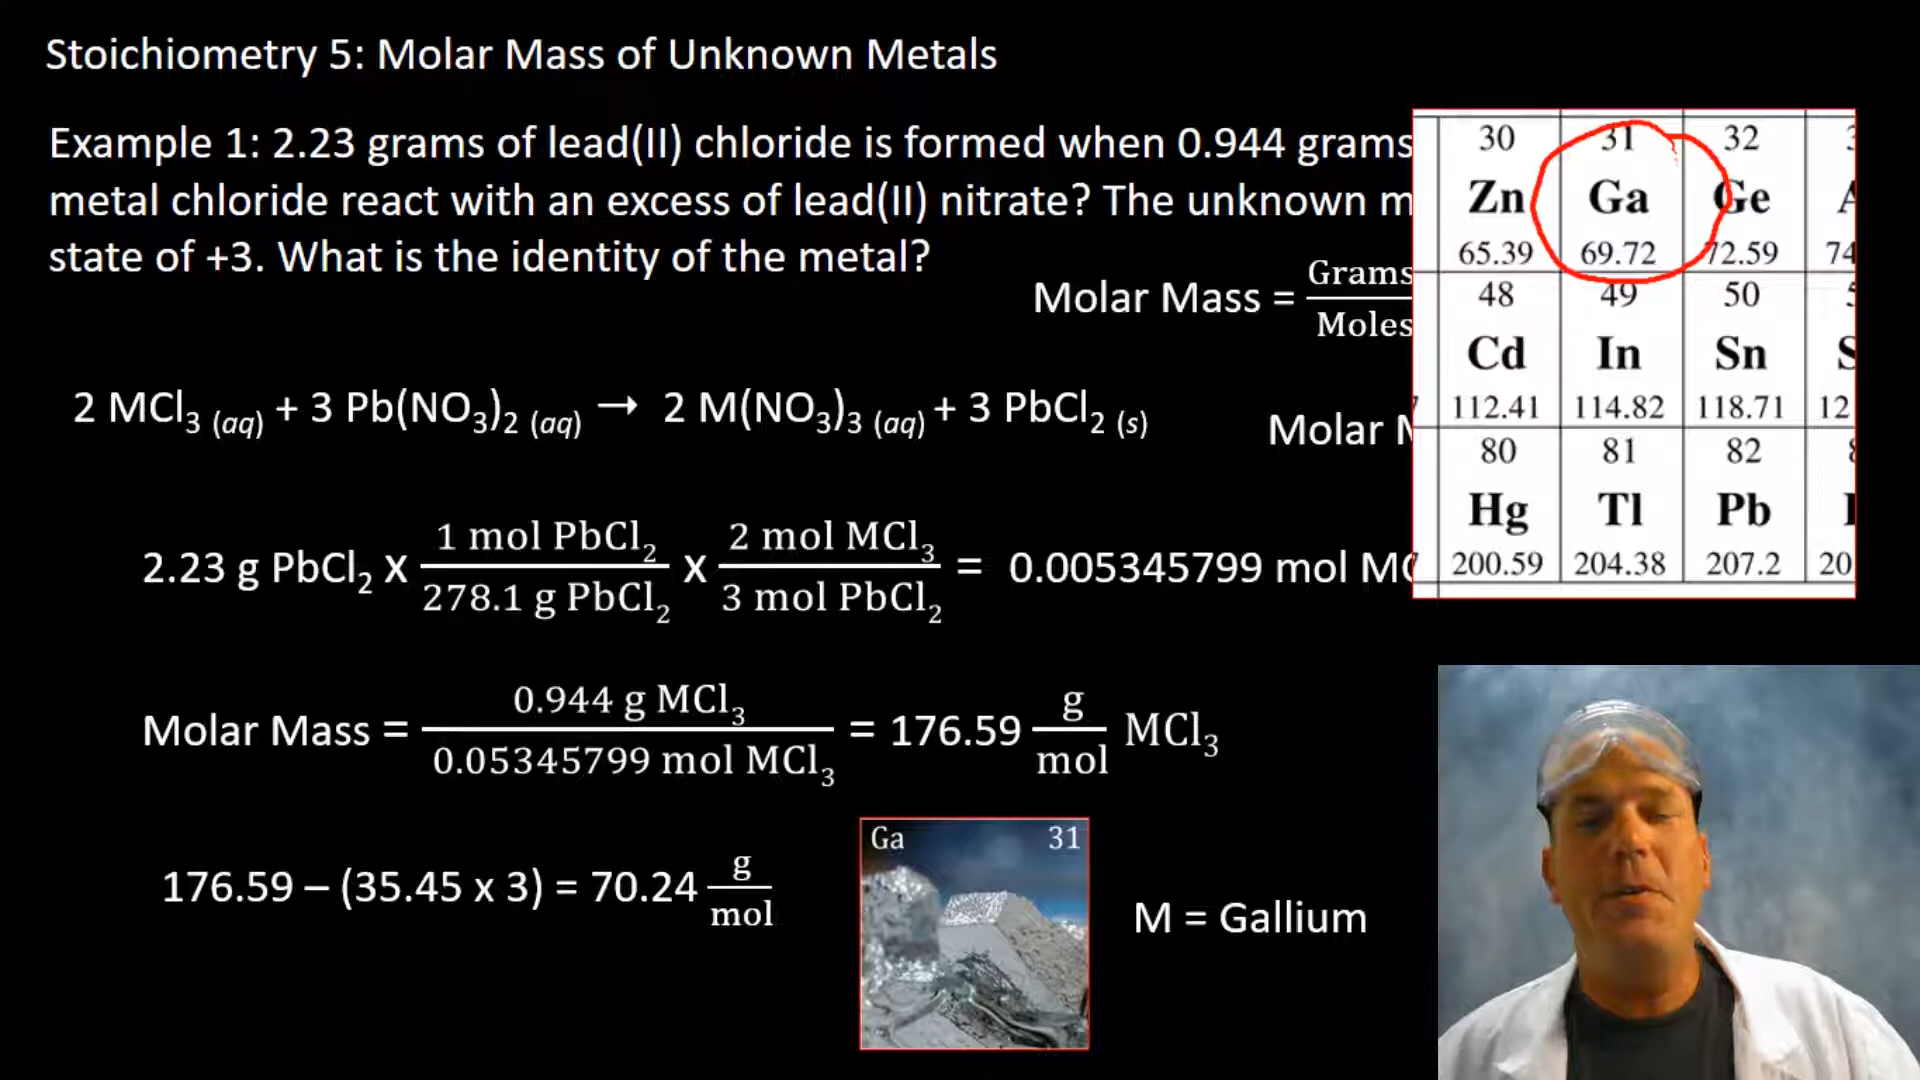 Stoichiometry 5: Molar Mass of Unknown Metals
Example 1: 2.23 grams of lead(II) chloride is formed when 0.944 grams
metal chloride react with an excess of lead(II) nitrate? The unknown m
state of +3. What is the identity of the metal?
Molar Mass = Grams/Moles
2 MCl₃ (aq) + 3 Pb(NO₃)₂ (aq) → 2 M(NO₃)₃ (aq) + 3 PbCl₂ (s)
Molar
2.23 g PbCl₂ x 1 mol PbCl₂/278.1 g PbCl₂ x 2 mol MCl₃/3 mol PbCl₂ = 0.005345799 mol M
Molar Mass = 0.944 g MCl₃/0.05345799 mol MCl₃ = 176.59 g/mol MCl₃
176.59 – (35.45 x 3) = 70.24 g/mol
Ga 31
M = Gallium
30 31 32
Zn Ga Ge A
65.39 69.72 72.59 74
48 49 50
Cd In Sn S
112.41 114.82 118.71 12
80 81 82
Hg Tl Pb
200.59 204.38 207.2 20